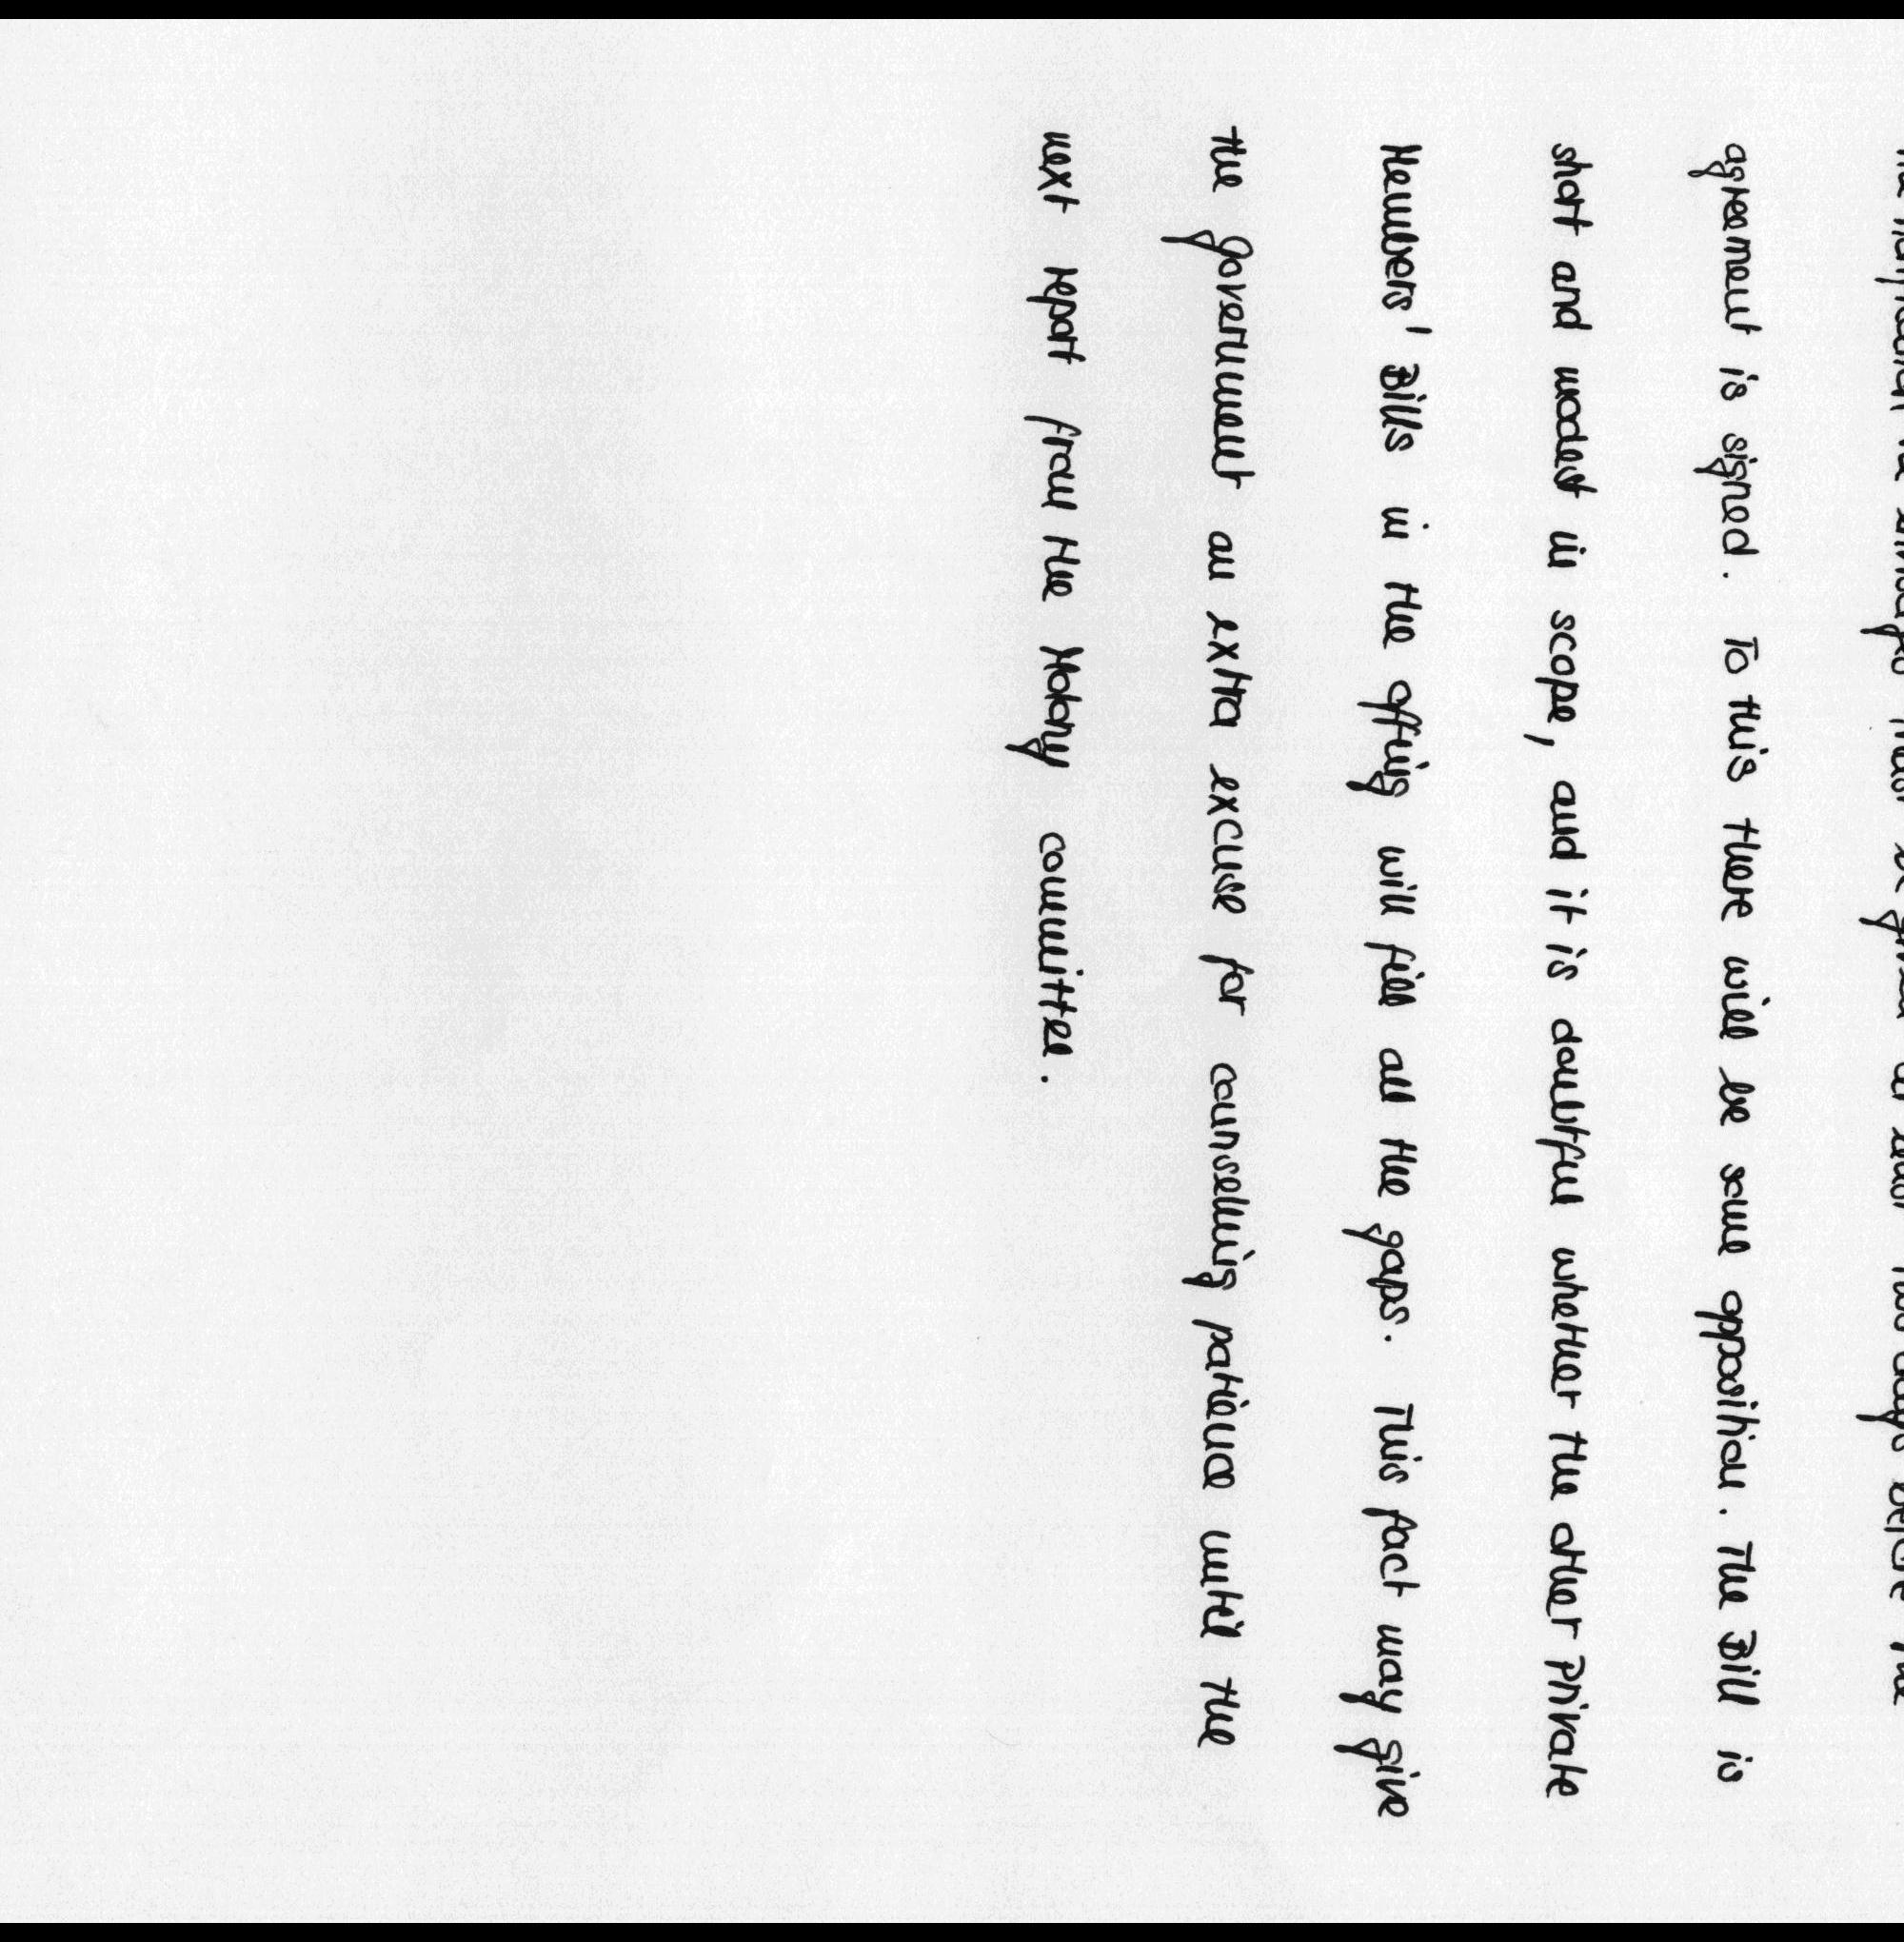 must be given at least two days before the
agreement is signed. To this there will be some opposition. The Bill is
short and modest in scope, and it is doubtful whether the other Private
Members' Bills in the offing will fill all the gaps. This fact may give
the government an extra excuse for counselling patience until the
next report from the Molony committee.